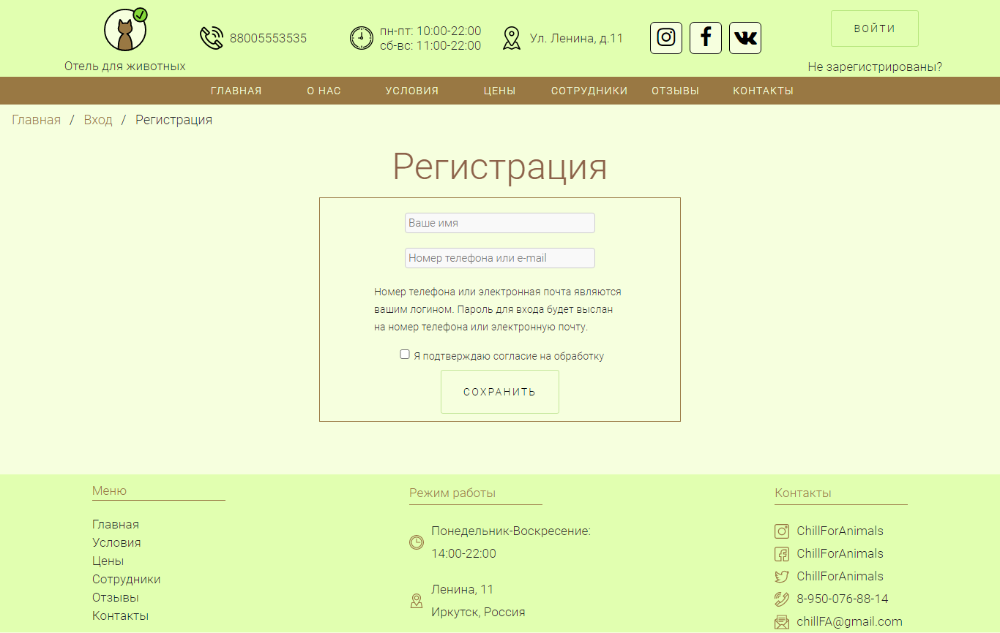 Отель для животных
88005553535
пн-пт: 10:00-22:00
сб-вс: 11:00-22:00
Ул. Ленина, д.11
ВОЙТИ
Не зарегистрированы?
ГЛАВНАЯ О НАС УСЛОВИЯ ЦЕНЫ СОТРУДНИКИ ОТЗЫВЫ КОНТАКТЫ
Главная / Вход / Регистрация
Регистрация
Ваше имя
Номер телефона или e-mail
Номер телефона или электронная почта являются
вашим логином. Пароль для входа будет выслан
на номер телефона или электронную почту.
Я подтверждаю согласие на обработку
СОХРАНИТЬ
Меню
Главная
Условия
Цены
Сотрудники
Отзывы
Контакты
Режим работы
Понедельник-Воскресение:
14:00-22:00
Ленина, 11
Иркутск, Россия
Контакты
ChillForAnimals
ChillForAnimals
ChillForAnimals
8-950-076-88-14
chillFA@gmail.com